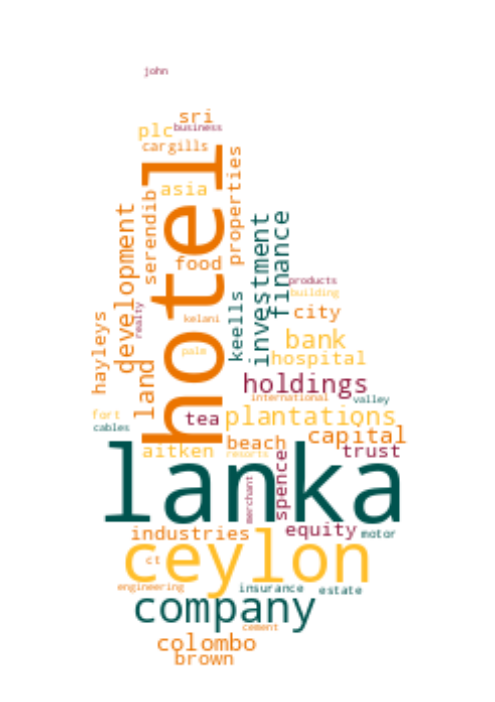 john
sri
plc
business
cargills
hotel
asia
serendib
properties
development
food
investment
finance
products
building
keells
city
hayleys
realty
kelani
bank
palm
hospital
land
holdings
international
valley
fort
tea
plantations
cables
capital
beach
aitken
resorts
trust
lanka
spence
merchant
industries
equity
motor
ceylon
ct
engineering
insurance
estate
company
cement
colombo
brown